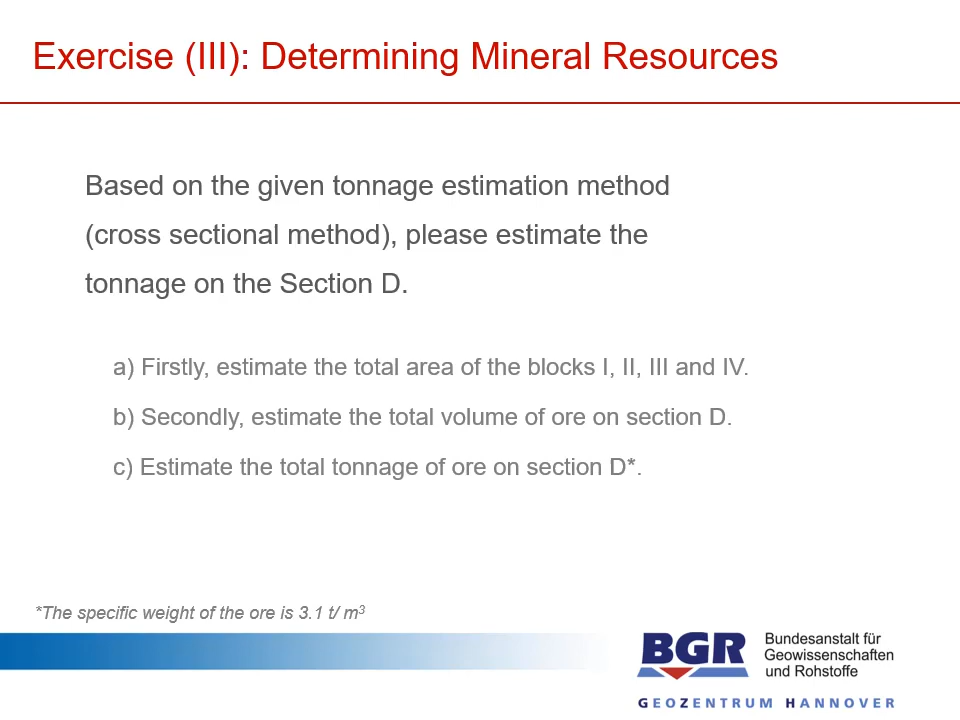 Exercise (III): Determining Mineral Resources
Based on the given tonnage estimation method
(cross sectional method), please estimate the
tonnage on the Section D.
a) Firstly, estimate the total area of the blocks I, II, III and IV.
b) Secondly, estimate the total volume of ore on section D.
c) Estimate the total tonnage of ore on section D*.
*The specific weight of the ore is 3.1 t/ m³
BGR
Bundesanstalt für
Geowissenschaften
und Rohstoffe
GEOZENTRUM HANNOVER